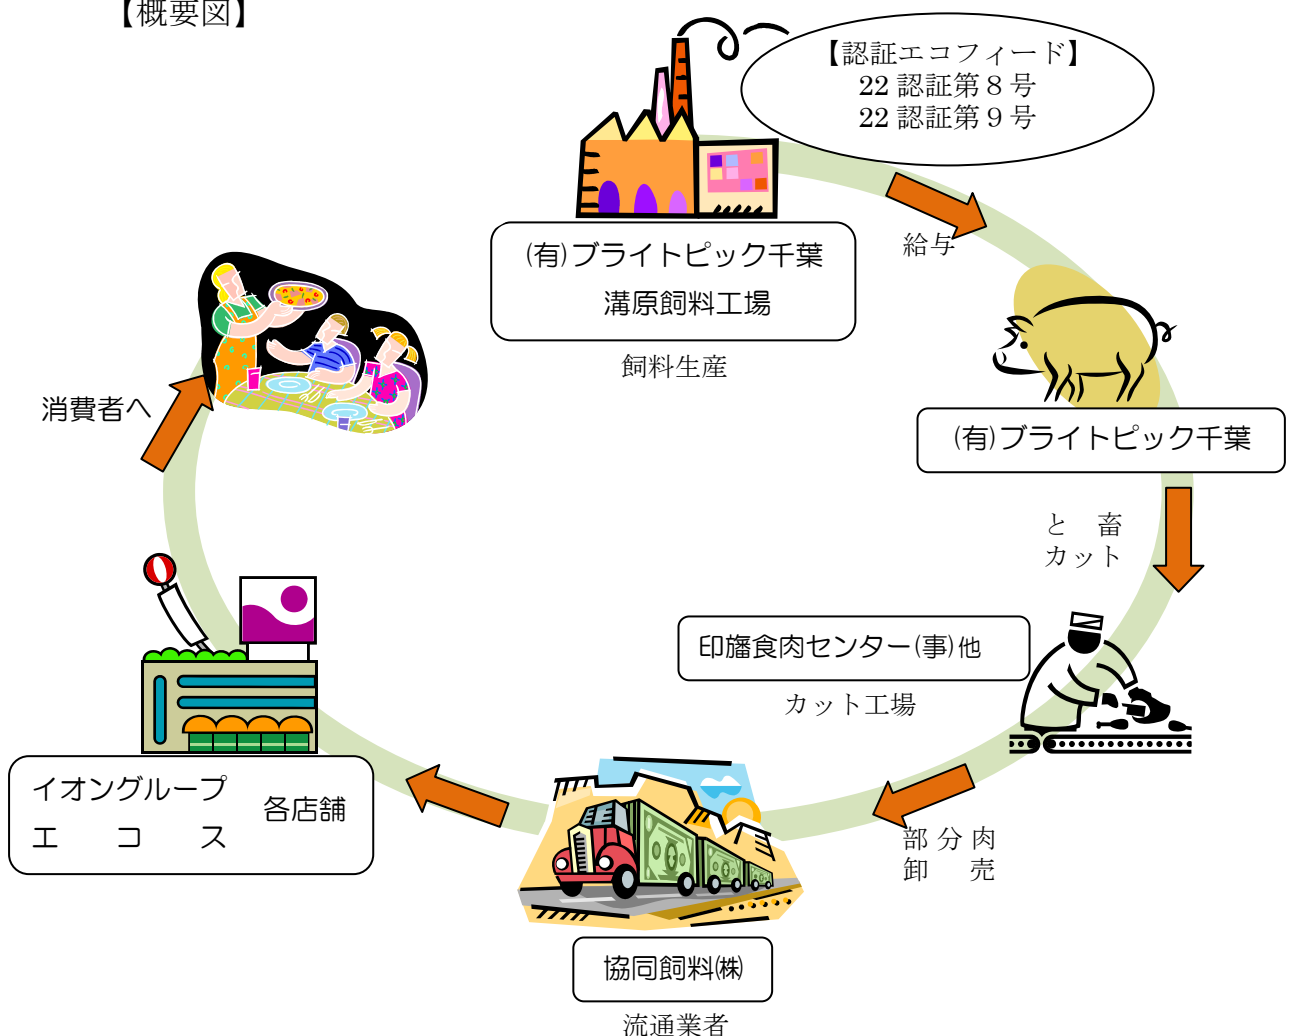 【概要図】
【認証エコフィード】
22 認証第８号
22 認証第９号
(有)ブライトピック千葉
溝原飼料工場
飼料生産
給与
(有)ブライトピック千葉
と　畜
カット
印旛食肉センター(事)他
カット工場
部 分 肉
卸　　売
協同飼料㈱
流通業者
イオングループ
エ　コ　ス
各店舗
消費者へ